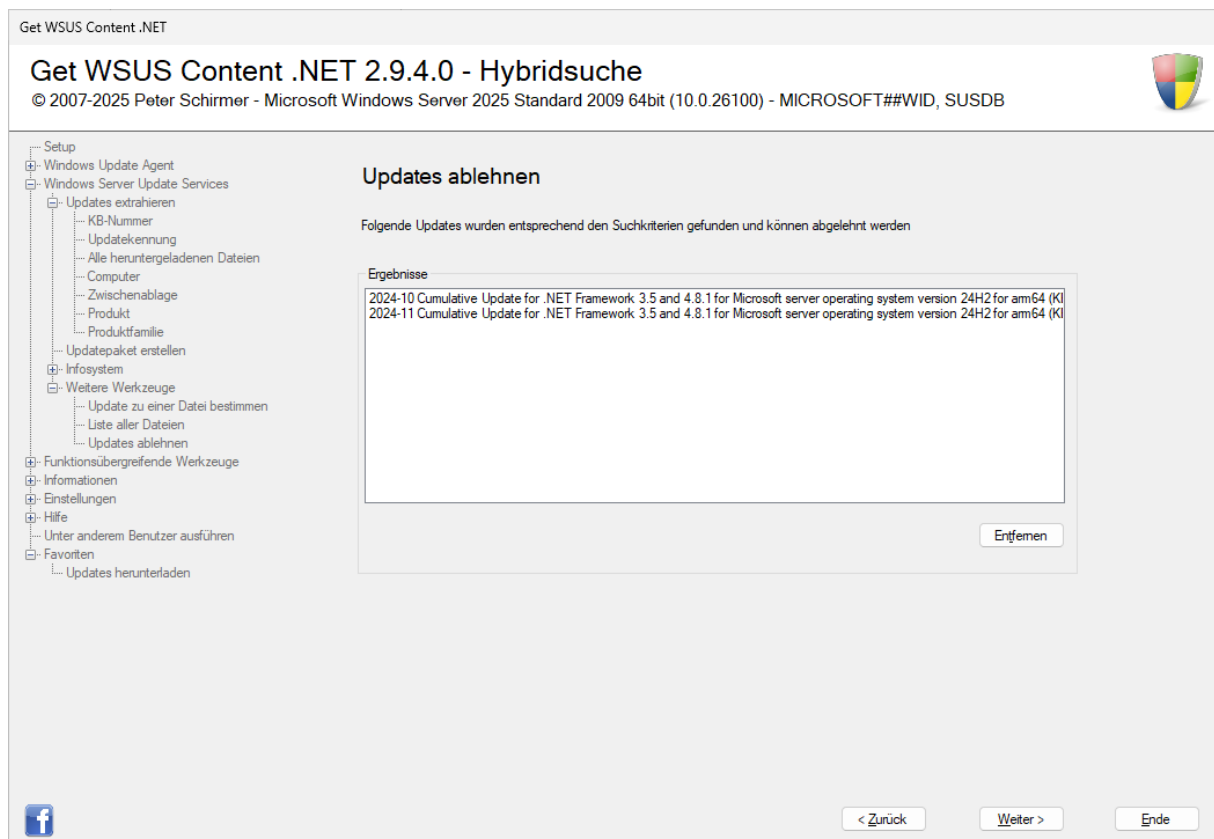 Get WSUS Content .NET
Get WSUS Content .NET 2.9.4.0 - Hybridsuche
© 2007-2025 Peter Schirmer - Microsoft Windows Server 2025 Standard 2009 64bit (10.0.26100) - MICROSOFT##WID, SUSDB
Setup
Windows Update Agent
Windows Server Update Services
Updates extrahieren
KB-Nummer
Updatekennung
Alle heruntergeladenen Dateien
Computer
Zwischenablage
Produkt
Produktfamilie
Updatepaket erstellen
Infosystem
Weitere Werkzeuge
Update zu einer Datei bestimmen
Liste aller Dateien
Updates ablehnen
Funktionsübergreifende Werkzeuge
Informationen
Einstellungen
Hilfe
Unter anderem Benutzer ausführen
Favoriten
Updates herunterladen
Updates ablehnen
Folgende Updates wurden entsprechend den Suchkriterien gefunden und können abgelehnt werden
Ergebnisse
2024-10 Cumulative Update for .NET Framework 3.5 and 4.8.1 for Microsoft server operating system version 24H2 for arm64 (K
2024-11 Cumulative Update for .NET Framework 3.5 and 4.8.1 for Microsoft server operating system version 24H2 for arm64 (K
Entfernen
< Zurück
Weiter >
Ende